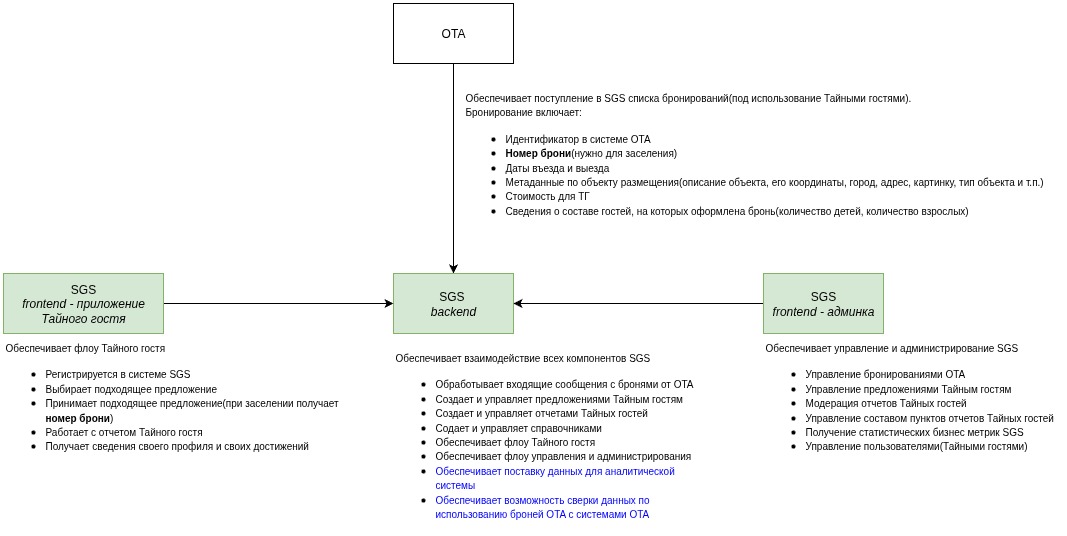 OTA
Обеспечивает поступление в SGS списка бронирований(под использование Тайными гостями).
Бронирование включает:
Идентификатор в системе OTA
Номер брони(нужно для заселения)
Даты въезда и выезда
Метаданные по объекту размещения(описание объекта, его координаты, город, адрес, картинку, тип объекта и т.п.)
Стоимость для ТГ
Сведения о составе гостей, на которых оформлена бронь(количество детей, количество взрослых)
SGS
frontend - приложение
Тайного гостя
Обеспечивает флоу Тайного гостя
Регистрируется в системе SGS
Выбирает подходящее предложение
Принимает подходящее предложение(при заселении получает
номер брони)
Работает с отчетом Тайного гостя
Получает сведения своего профиля и своих достижений
SGS
backend
Обеспечивает взаимодействие всех компонентов SGS
Обработывает входящие сообщения с бронями от OTA
Создает и управляет предложениями Тайным гостям
Создает и управляет отчетами Тайных гостей
Содает и управляет справочниками
Обеспечивает флоу Тайного гостя
Обеспечивает флоу управления и администрирования
Обеспечивает поставку данных для аналитической
системы
Обеспечивает возможность сверки данных по
использованию броней OTA с системами OTA
SGS
frontend - админка
Обеспечивает управление и администрирование SGS
Управление бронированиями OTA
Управление предложениями Тайным гостям
Модерация отчетов Тайных гостей
Управление составом пунктов отчетов Тайных гостей
Получение статистических бизнес метрик SGS
Управление пользователями(Тайными гостями)